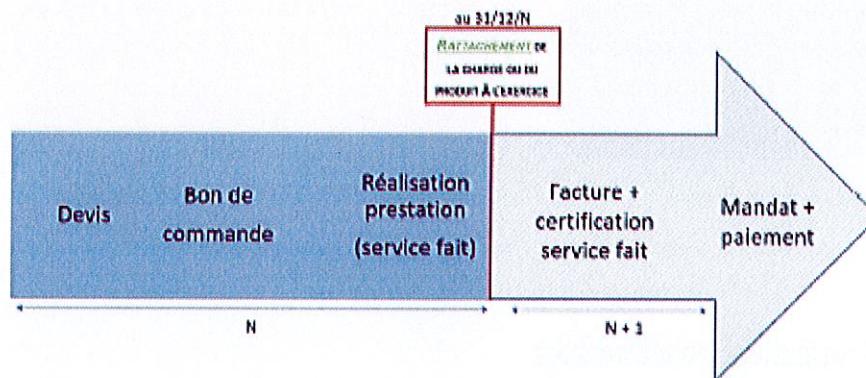 au 31/12/N
RATTACHEMENT DE
LA CHARGE OU DU
PRODUIT À L'EXERCICE
Devis
Bon de
commande
Réalisation
prestation
(service fait)
Facture +
certification
service fait
Mandat +
paiement
N
N + 1